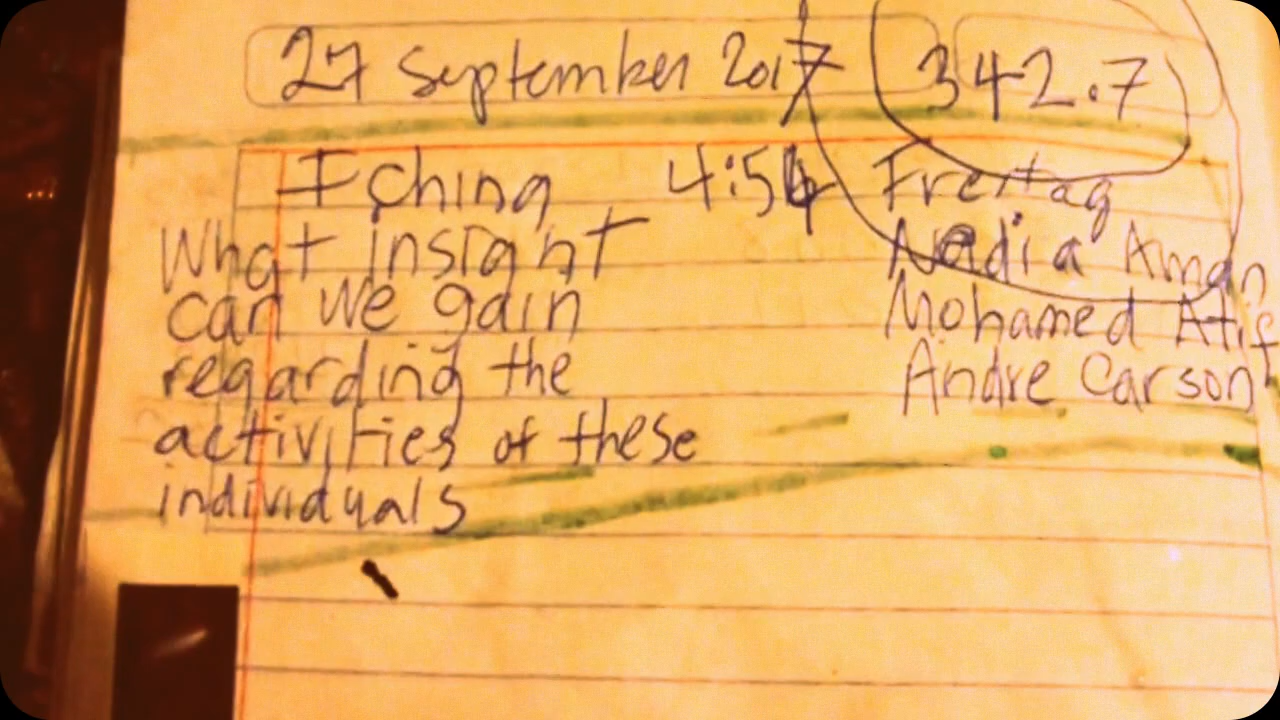 27 September 2017 342.7
I Ching 4:54 Freitag
What insight Nadia Aman
can we gain Mohamed Atif
regarding the Andre Carson
activities of these
individuals